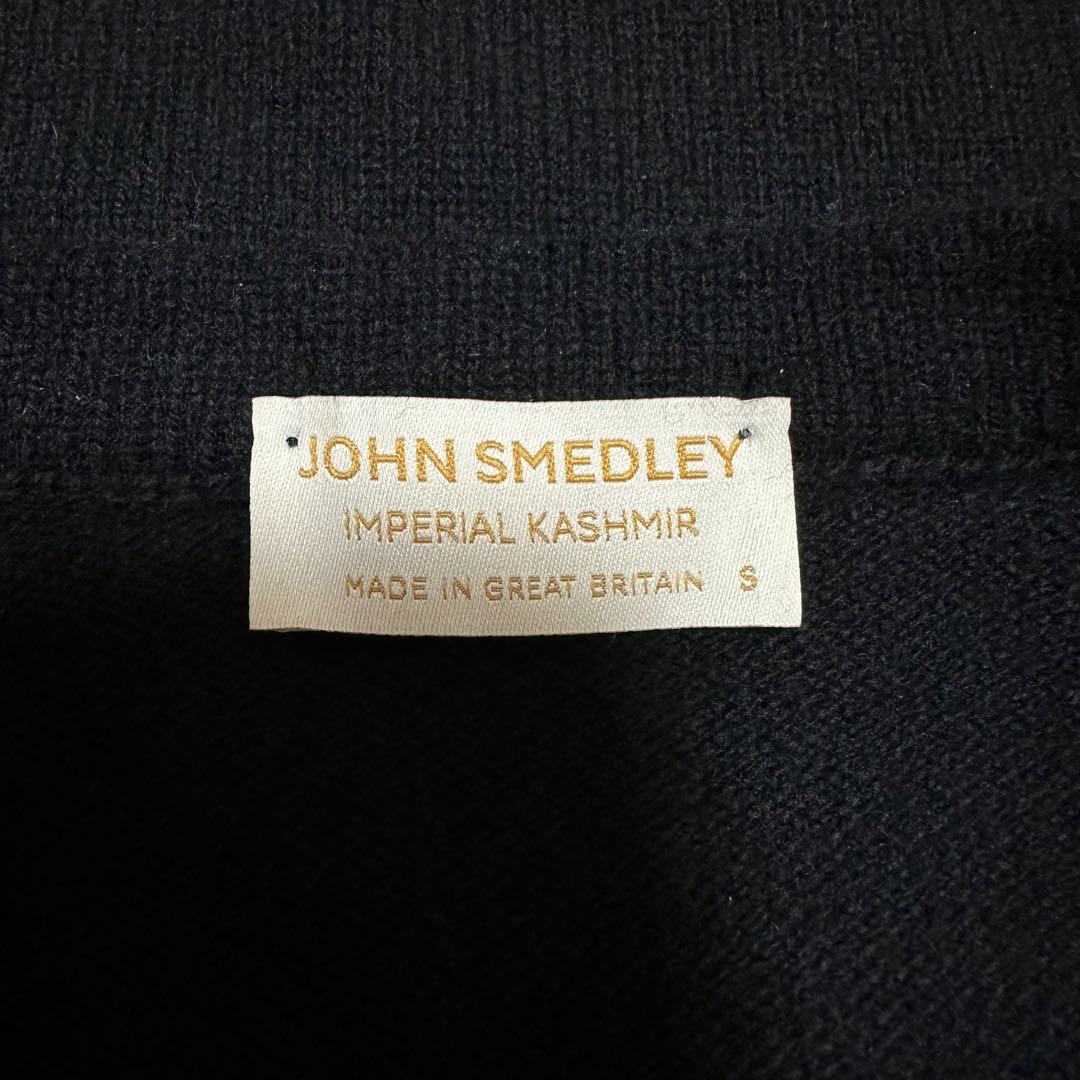 JOHN SMEDLEY
IMPERIAL KASHMIR
MADE IN GREAT BRITAIN S